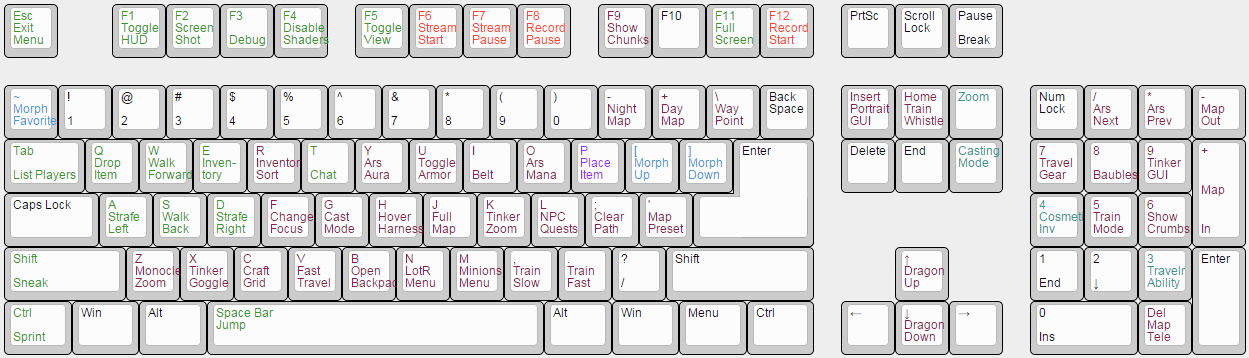 Esc
Exit
Menu
F1
Toggle
HUD
F2
Screen
Shot
F3
Debug
F4
Disable
Shaders
F5
Toggle
View
F6
Stream
Start
F7
Stream
Pause
F8
Record
Pause
F9
Show
Chunks
F10
F11
Full
Screen
F12
Record
Start
PrtSc
Scroll
Lock
Pause
Break
~
Morph
Favorite
!
1
@
2
#
3
$
4
%
5
^
6
&
7
*
8
(
9
)
0
-
Night
Map
+
Day
Map
\
Way
Point
Back
Space
Insert
Portrait
GUI
Home
Train
Whistle
Zoom
Num
Lock
/
Ars
Next
*
Ars
Prev
-
Map
Out
Tab
List Players
Q
Drop
Item
W
Walk
Forward
E
Inven-
tory
R
Inventor
Sort
T
Chat
Y
Ars
Aura
U
Toggle
Armor
I
Belt
O
Ars
Mana
P
Place
Item
[
Morph
Up
]
Morph
Down
Enter
Delete
End
Casting
Mode
7
Travel
Gear
8
Baubles
9
Tinker
GUI
+
Map
In
Caps Lock
A
Strafe
Left
S
Walk
Back
D
Strafe
Right
F
Change
Focus
G
Cast
Mode
H
Hover
Harness
J
Full
Map
K
Tinker
Zoom
L
NPC
Quests
:
Clear
Path
'
Map
Preset
4
Cosmeti
Inv
5
Train
Mode
6
Show
Crumbs
Shift
Sneak
Z
Monocle
Zoom
X
Tinker
Goggle
C
Craft
Grid
V
Fast
Travel
B
Open
Backpac
N
LotR
Menu
M
Minions
Menu
,
Train
Slow
.
Train
Fast
?
/
Shift
↑
Dragon
Up
1
End
2
↓
3
Travelr
Ability
Enter
Ctrl
Sprint
Win
Alt
Space Bar
Jump
Alt
Win
Menu
Ctrl
←
↓
Dragon
Down
→
0
Ins
Del
Map
Tele